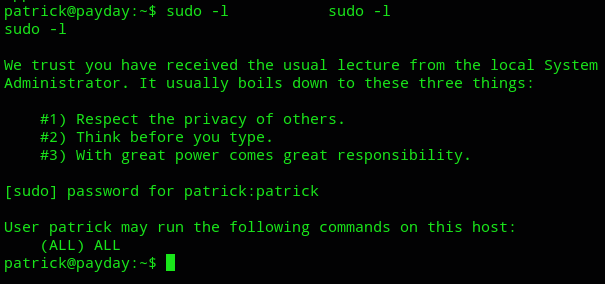 patrick@payday:~$ sudo -l           sudo -l
sudo -l

We trust you have received the usual lecture from the local System
Administrator. It usually boils down to these three things:

    #1) Respect the privacy of others.
    #2) Think before you type.
    #3) With great power comes great responsibility.

[sudo] password for patrick:patrick

User patrick may run the following commands on this host:
    (ALL) ALL
patrick@payday:~$